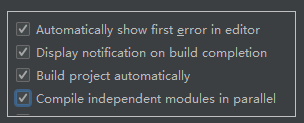 Automatically show first error in editor
Display notification on build completion
Build project automatically
Compile independent modules in parallel